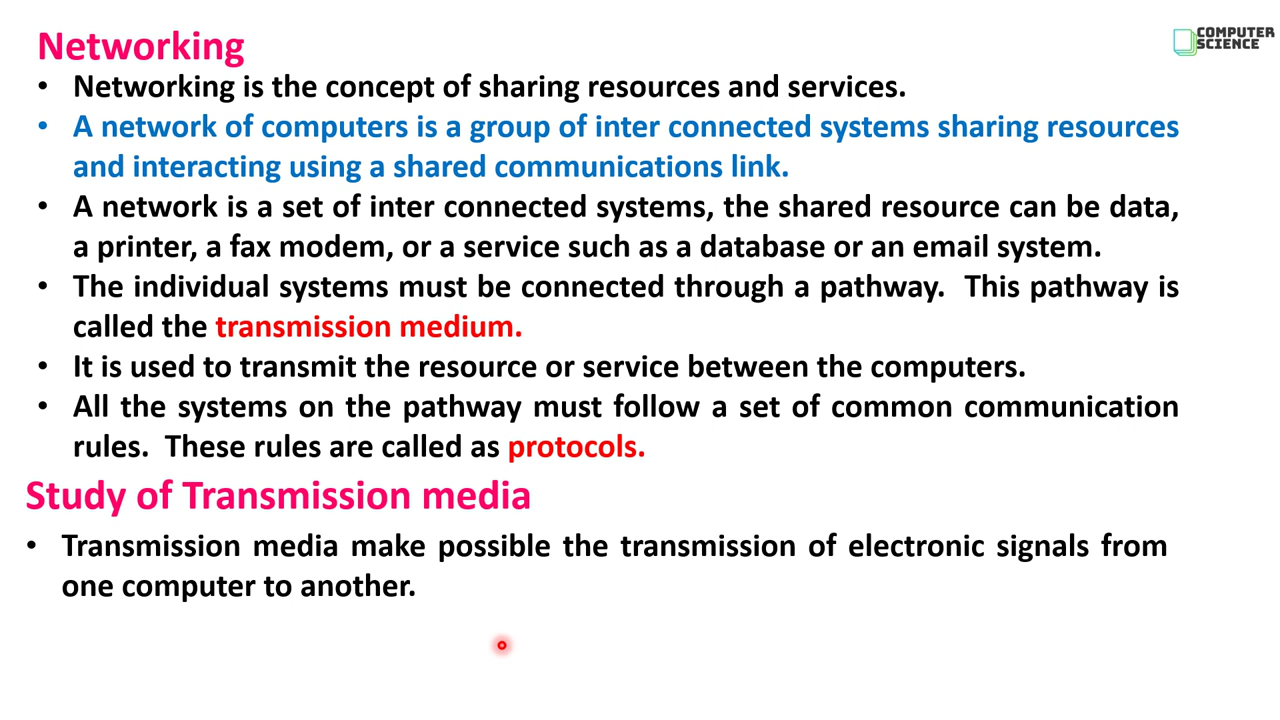 Networking
COMPUTER
SCIENCE
• Networking is the concept of sharing resources and services.
• A network of computers is a group of inter connected systems sharing resources
and interacting using a shared communications link.
• A network is a set of inter connected systems, the shared resource can be data,
a printer, a fax modem, or a service such as a database or an email system.
• The individual systems must be connected through a pathway.  This pathway is
called the transmission medium.
• It is used to transmit the resource or service between the computers.
• All the systems on the pathway must follow a set of common communication
rules.  These rules are called as protocols.
Study of Transmission media
• Transmission media make possible the transmission of electronic signals from
one computer to another.